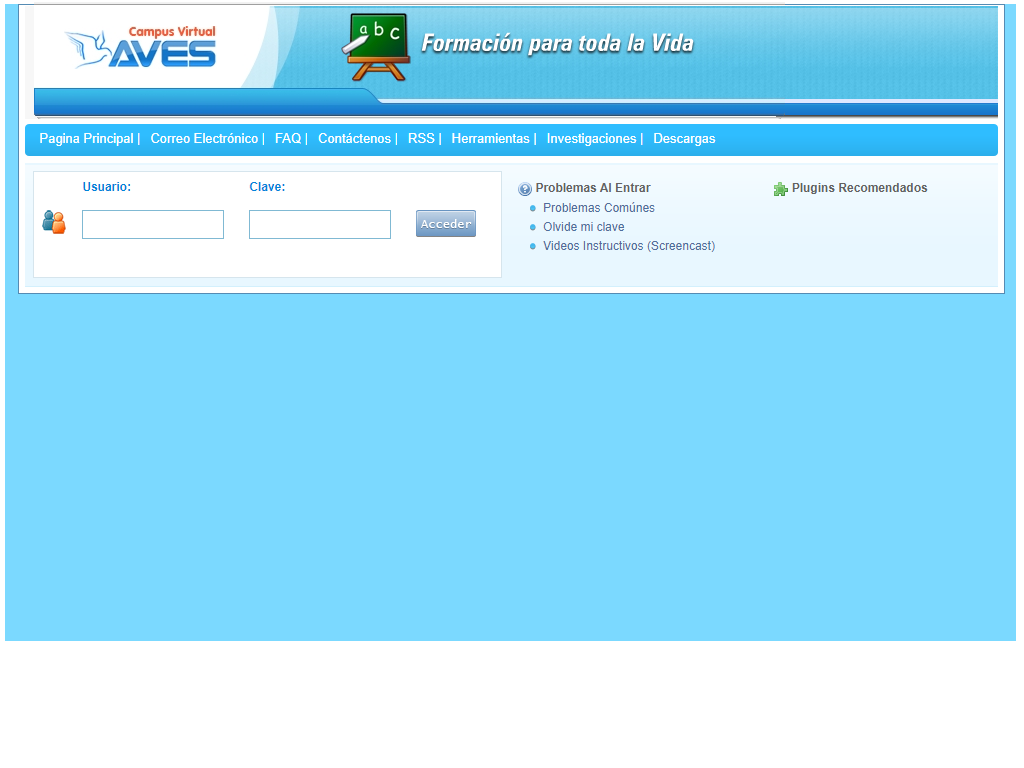 Campus Virtual
AVES
a b c
Formación para toda la Vida
Pagina Principal | Correo Electrónico | FAQ | Contáctenos | RSS | Herramientas | Investigaciones | Descargas
Usuario: Clave:
Acceder
Problemas Al Entrar
Problemas Comúnes
Olvide mi clave
Videos Instructivos (Screencast)
Plugins Recomendados